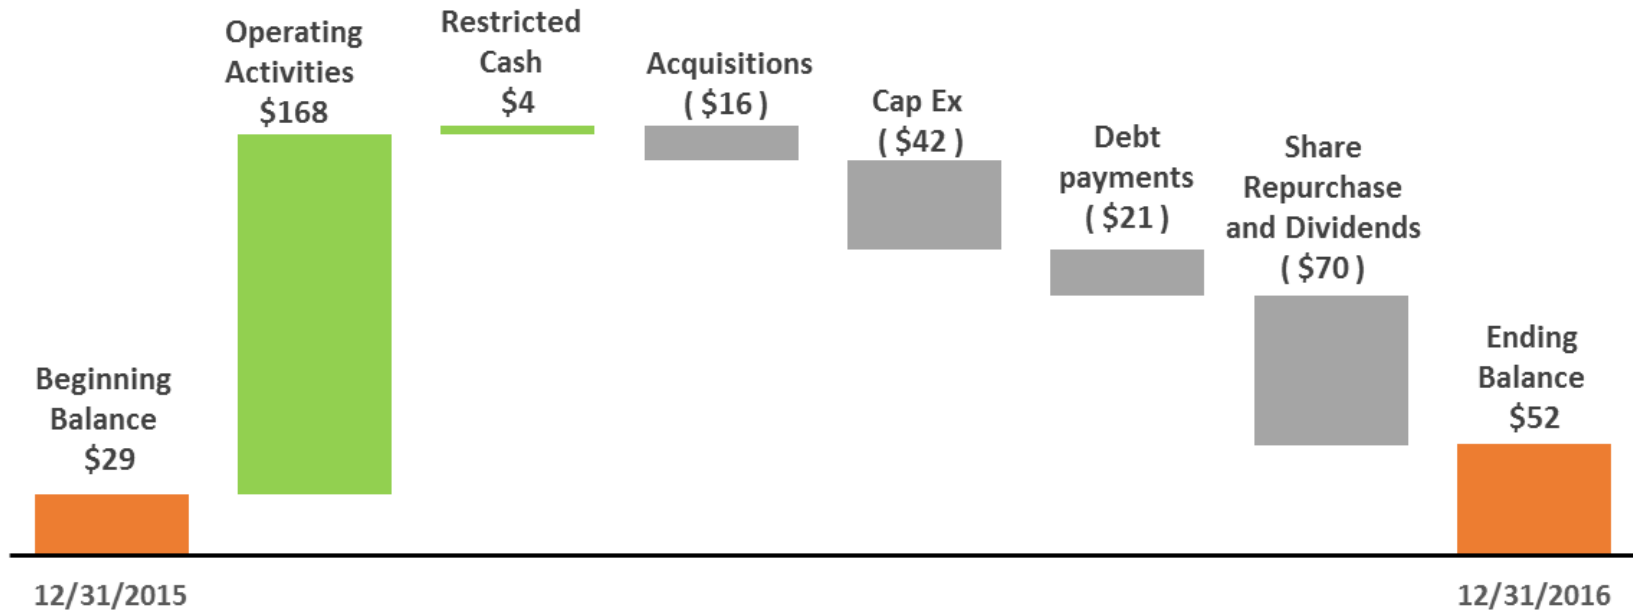 Operating
Activities
$168
Restricted
Cash
$4
Acquisitions
( $16 )
Cap Ex
( $42 )
Debt
payments
( $21 )
Share
Repurchase
and Dividends
( $70 )
Beginning
Balance
$29
Ending
Balance
$52
12/31/2015
12/31/2016